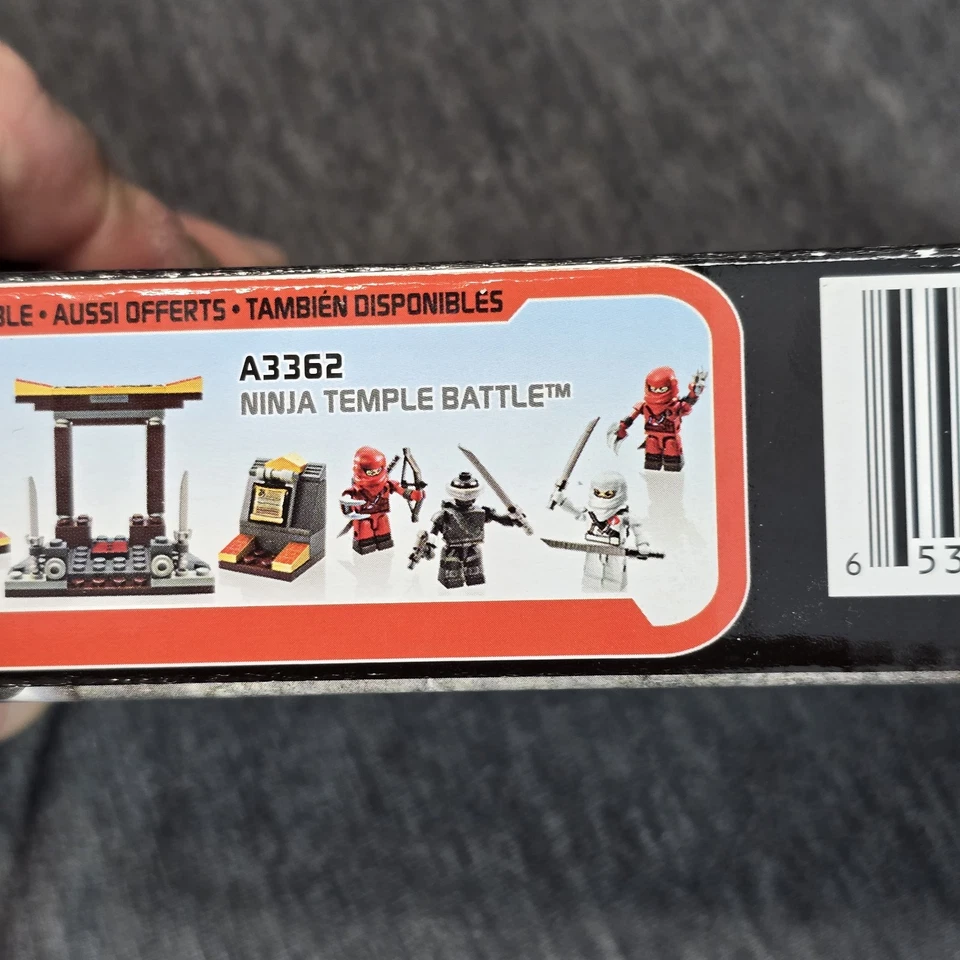 BLE • AUSSI OFFERTS • TAMBIÉN DISPONIBLES
A3362
NINJA TEMPLE BATTLE™
6 53